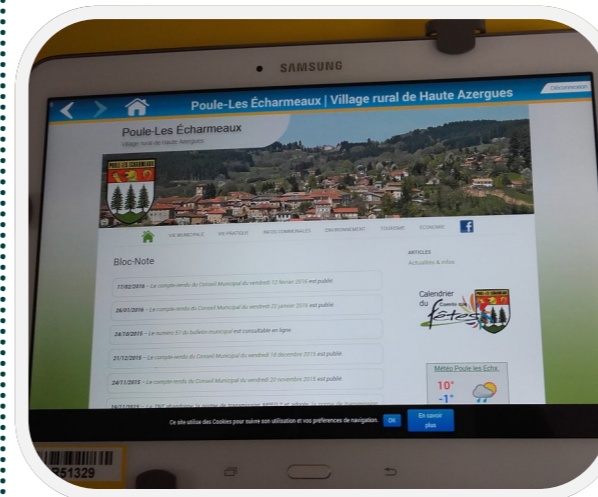 SAMSUNG
Poule-Les Écharmeaux | Village rural de Haute Azergues
Déconnexion
Poule-Les Écharmeaux
Village rural de Haute Azergues
POULE-LES ECHARMEAUX
VIE MUNICIPALE VIE PRATIQUE INFOS COMMUNALES ENVIRONNEMENT TOURISME ECONOMIE f
Bloc-Note
17/02/2016 - Le compte-rendu du Conseil Municipal du vendredi 12 février 2016 est publié.
26/01/2016 - Le compte-rendu du Conseil Municipal du vendredi 22 janvier 2016 est publié.
24/10/2015 - Le numéro 57 du bulletin municipal est consultable en ligne.
21/12/2015 - Le compte-rendu du Conseil Municipal du vendredi 18 décembre 2015 est publié.
24/11/2015 - Le compte-rendu du Conseil Municipal du vendredi 20 novembre 2015 est publié.
ARTICLES
Actualités & infos
Calendrier
du Comité des
fêtes
Météo Poule les Echx.
10°
-1°
Ce site utilise des Cookies pour suivre son utilisation et vos préférences de navigation. OK En savoir
plus
51329